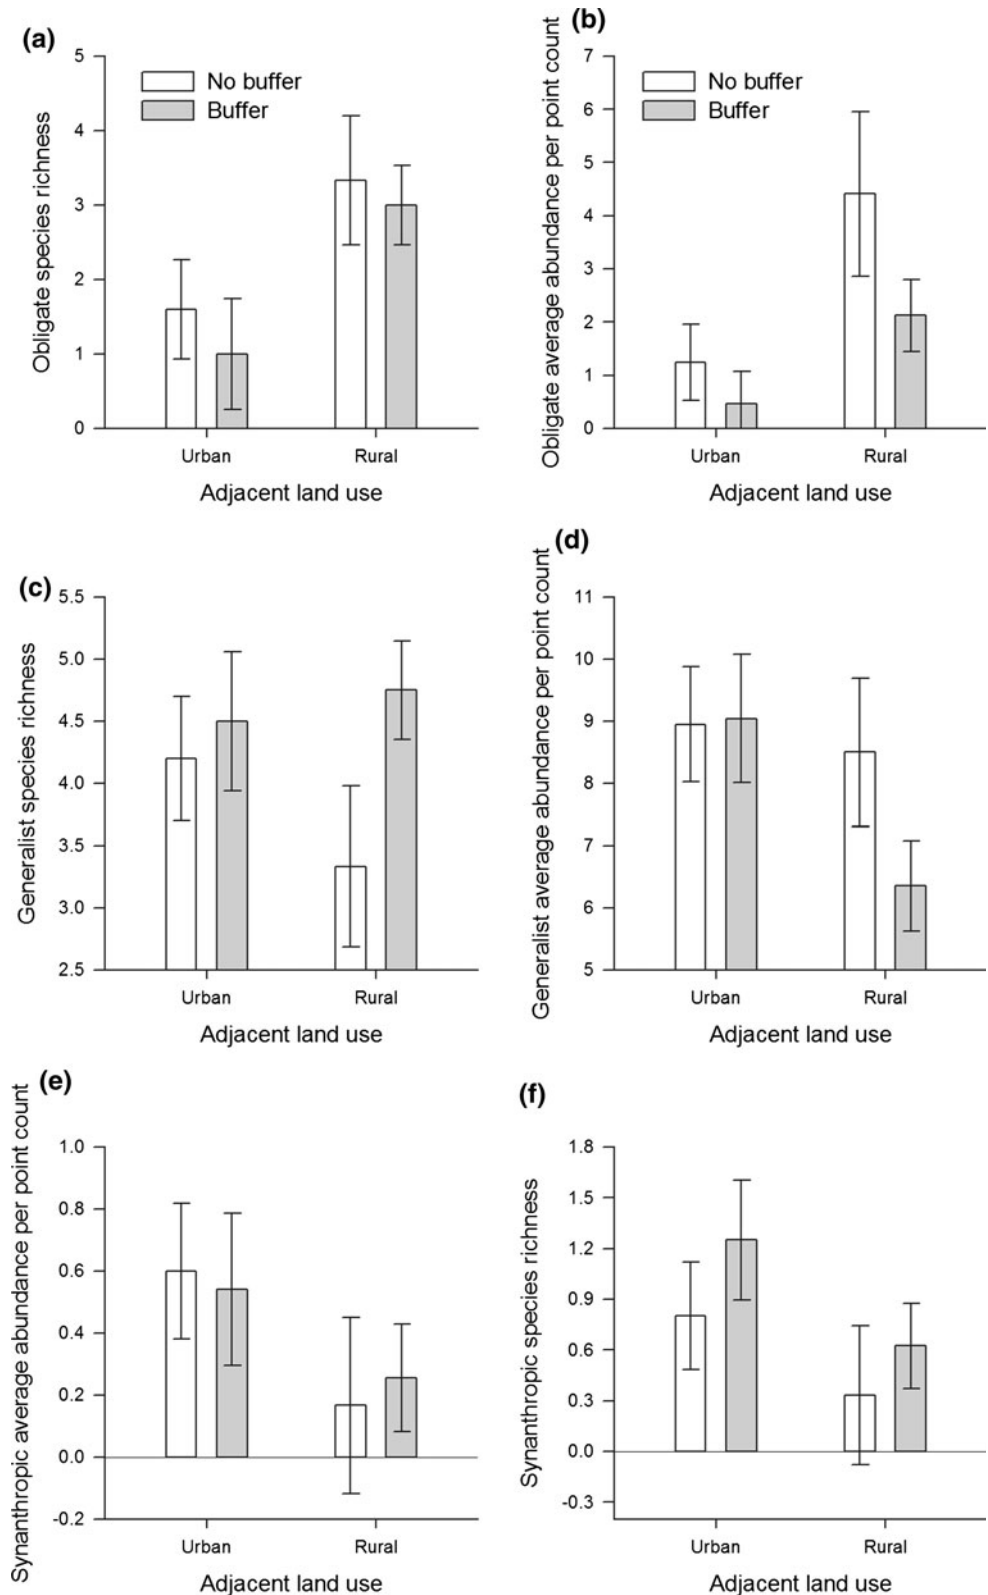 (a)
Obligate species richness
5
4
3
2
1
0
No buffer
Buffer
Urban
Rural
Adjacent land use
(b)
Obligate average abundance per point count
7
6
5
4
3
2
1
0
No buffer
Buffer
Urban
Rural
Adjacent land use
(c)
Generalist species richness
5.5
5.0
4.5
4.0
3.5
3.0
2.5
Urban
Rural
Adjacent land use
(d)
Generalist average abundance per point count
11
10
9
8
7
6
5
Urban
Rural
Adjacent land use
(e)
Synanthropic average abundance per point count
1.0
0.8
0.6
0.4
0.2
0.0
-0.2
Urban
Rural
Adjacent land use
(f)
Synanthropic species richness
1.8
1.5
1.2
0.9
0.6
0.3
0.0
-0.3
Urban
Rural
Adjacent land use